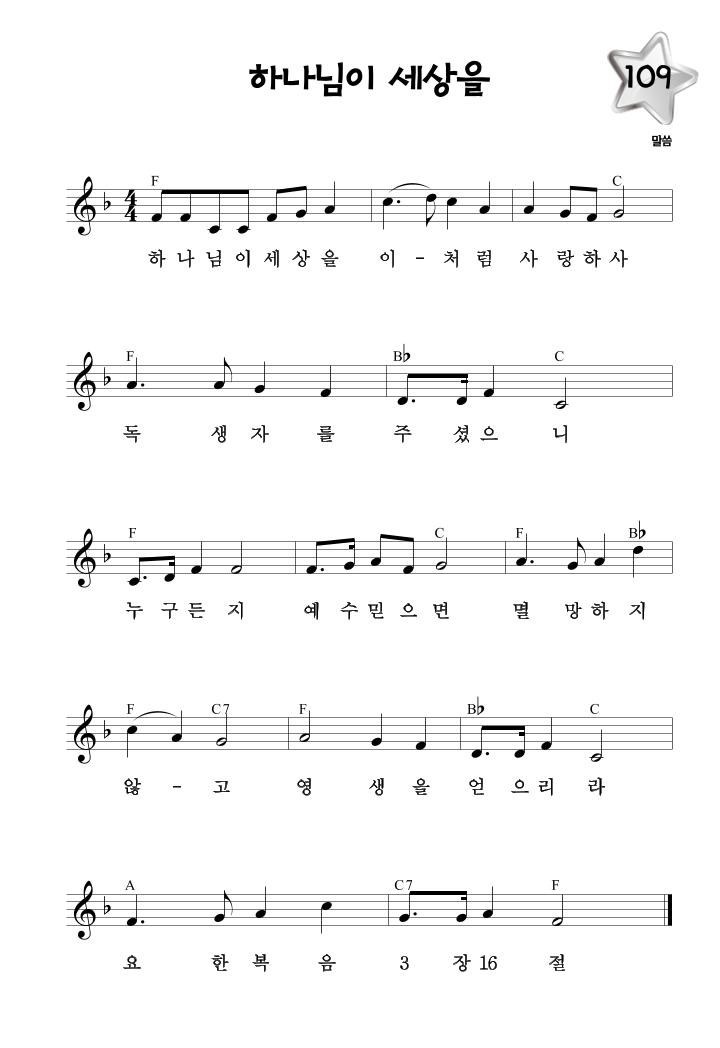 하나님이 세상을
109
말씀
F C
하 나 님 이 세 상 을 이 - 처 럼 사 랑 하 사
F B♭ C
독 생 자 를 주 셨 으 니
F C F B♭
누 구 든 지 예 수 믿 으 면 멸 망 하 지
F C7 F B♭ C
않 - 고 영 생 을 얻 으 리 라
A C7 F
요 한 복 음 3 장 16 절